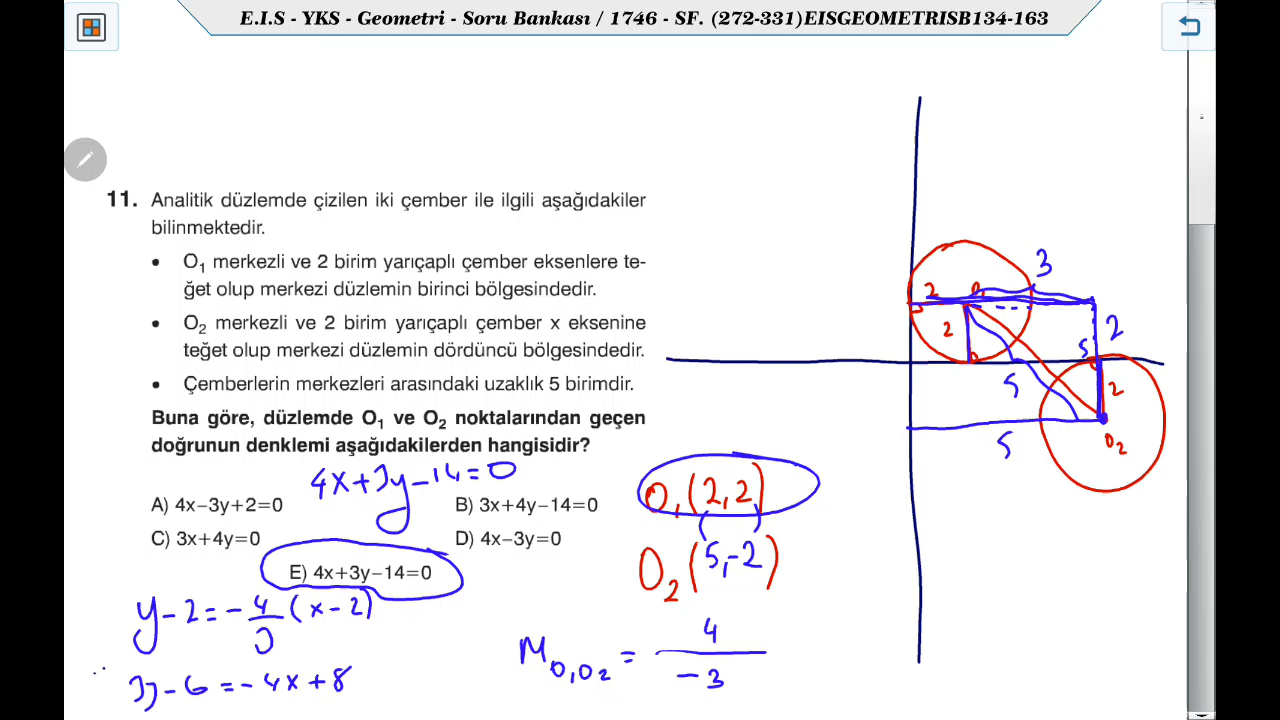 E.I.S - YKS - Geometri - Soru Bankası / 1746 - SF. (272-331)EISGEOMETRISB134-163
11. Analitik düzlemde çizilen iki çember ile ilgili aşağıdakiler
bilinmektedir.
• O₁ merkezli ve 2 birim yarıçaplı çember eksenlere te-
ğet olup merkezi düzlemin birinci bölgesindedir.
• O₂ merkezli ve 2 birim yarıçaplı çember x eksenine
teğet olup merkezi düzlemin dördüncü bölgesindedir.
• Çemberlerin merkezleri arasındaki uzaklık 5 birimdir.
Buna göre, düzlemde O₁ ve O₂ noktalarından geçen
doğrunun denklemi aşağıdakilerden hangisidir?
4x+3y-14=0
A) 4x−3y+2=0 B) 3x+4y−14=0
C) 3x+4y=0 D) 4x−3y=0
E) 4x+3y−14=0
y-2=-4/3(x-2)
3y-6=-4x+8
O₁(2,2)
O₂(5,-2)
M O₁O₂ = 4/-3
3
2
2
2
5
2
5
O₂
5